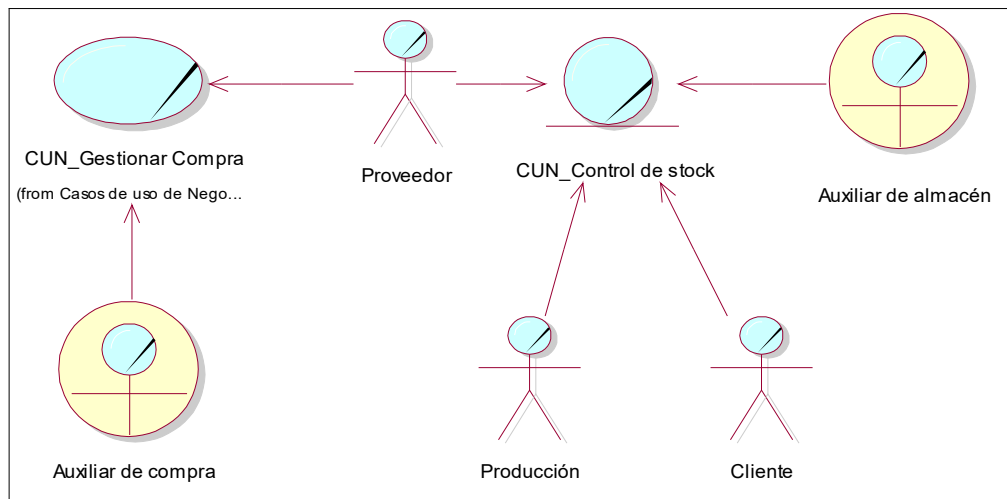 CUN_Gestionar Compra
(from Casos de uso de Nego...
Proveedor
CUN_Control de stock
Auxiliar de almacén
Auxiliar de compra
Producción
Cliente